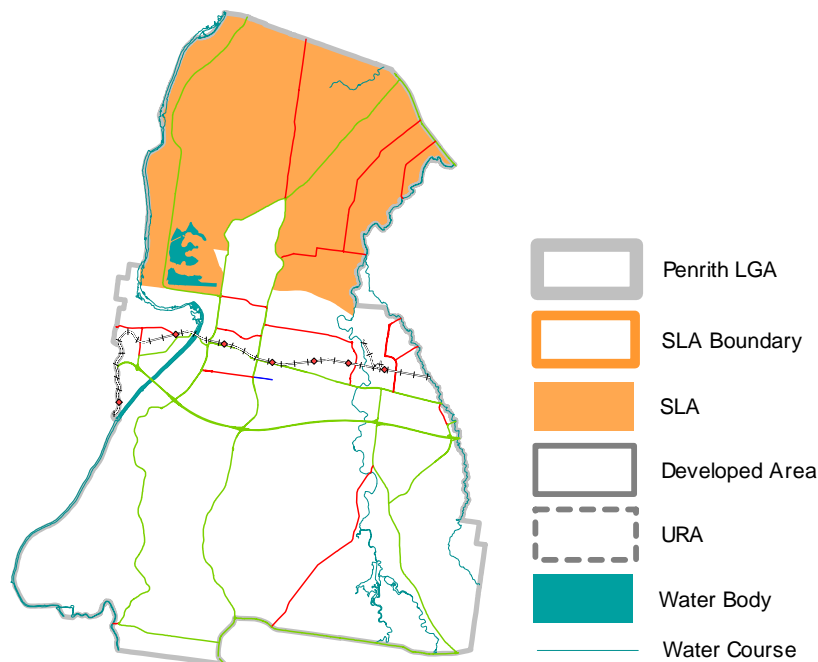 Penrith LGA
SLA Boundary
SLA
Developed Area
URA
Water Body
Water Course